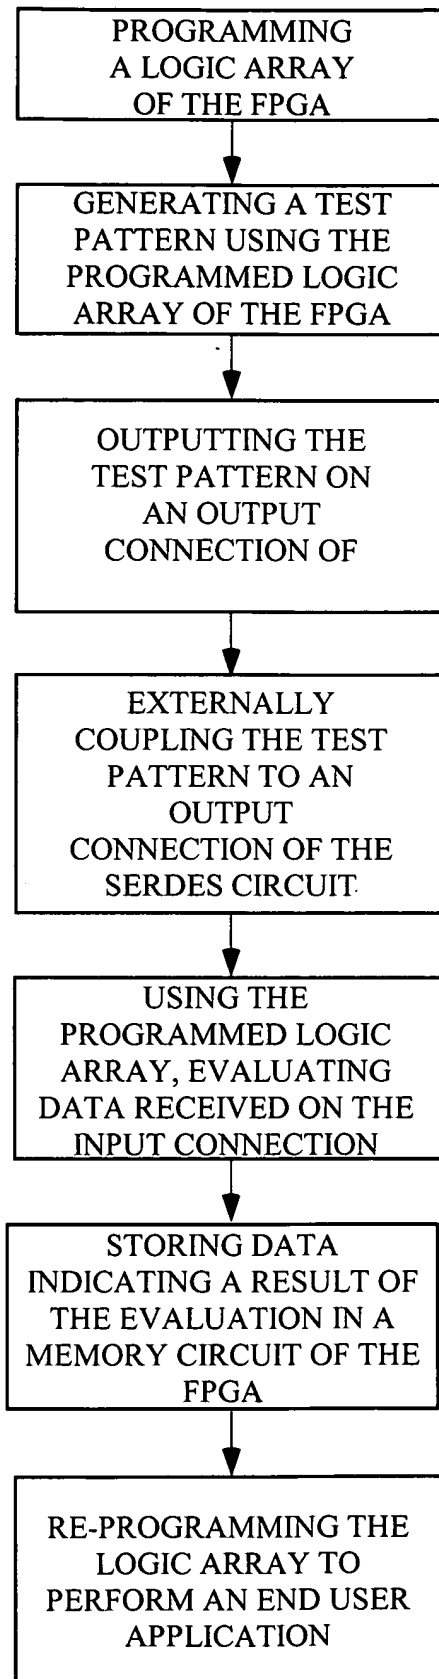 PROGRAMMING
A LOGIC ARRAY
OF THE FPGA
GENERATING A TEST
PATTERN USING THE
PROGRAMMED LOGIC
ARRAY OF THE FPGA
OUTPUTTING THE
TEST PATTERN ON
AN OUTPUT
CONNECTION OF
EXTERNALLY
COUPLING THE TEST
PATTERN TO AN
OUTPUT
CONNECTION OF THE
SERDES CIRCUIT
USING THE
PROGRAMMED LOGIC
ARRAY, EVALUATING
DATA RECEIVED ON THE
INPUT CONNECTION
STORING DATA
INDICATING A RESULT OF
THE EVALUATION IN A
MEMORY CIRCUIT OF THE
FPGA
RE-PROGRAMMING THE
LOGIC ARRAY TO
PERFORM AN END USER
APPLICATION